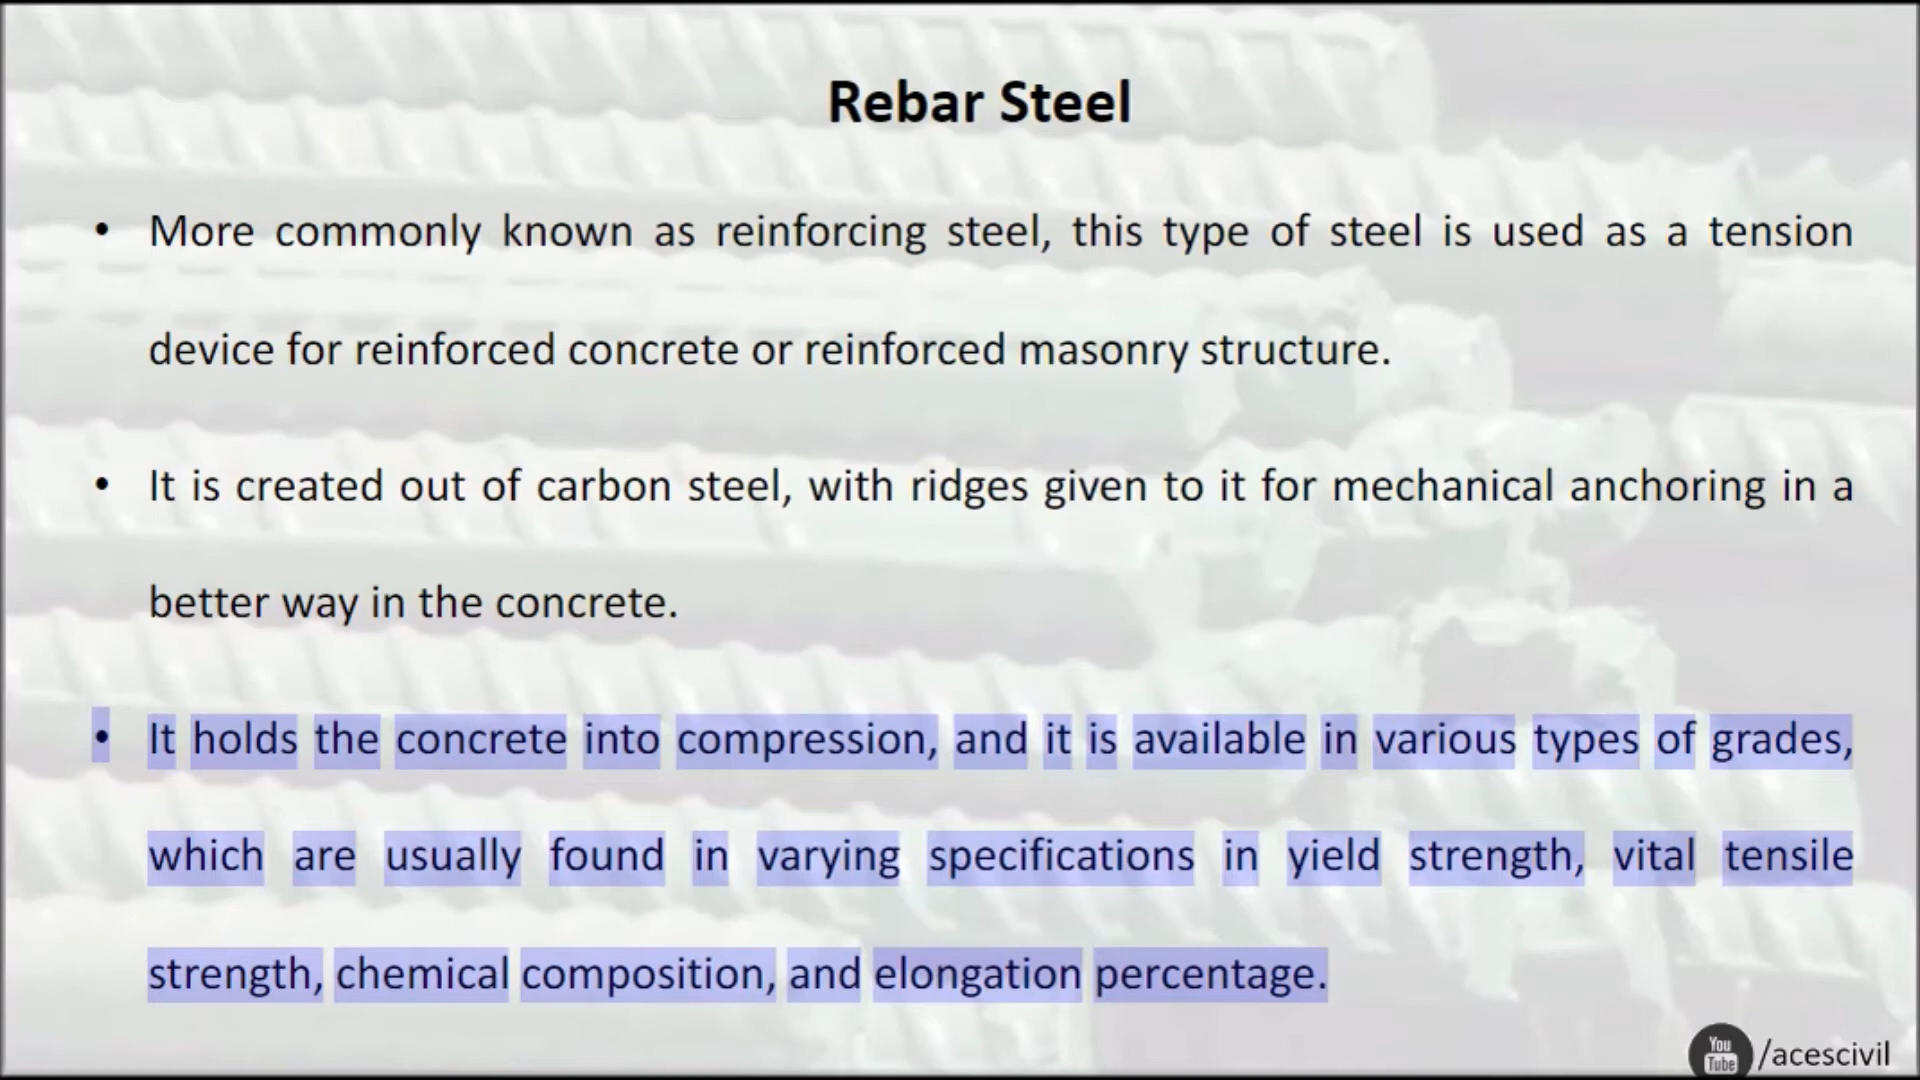 Rebar Steel
• More commonly known as reinforcing steel, this type of steel is used as a tension
device for reinforced concrete or reinforced masonry structure.
• It is created out of carbon steel, with ridges given to it for mechanical anchoring in a
better way in the concrete.
• It holds the concrete into compression, and it is available in various types of grades,
which are usually found in varying specifications in yield strength, vital tensile
strength, chemical composition, and elongation percentage.
You Tube /acescivil